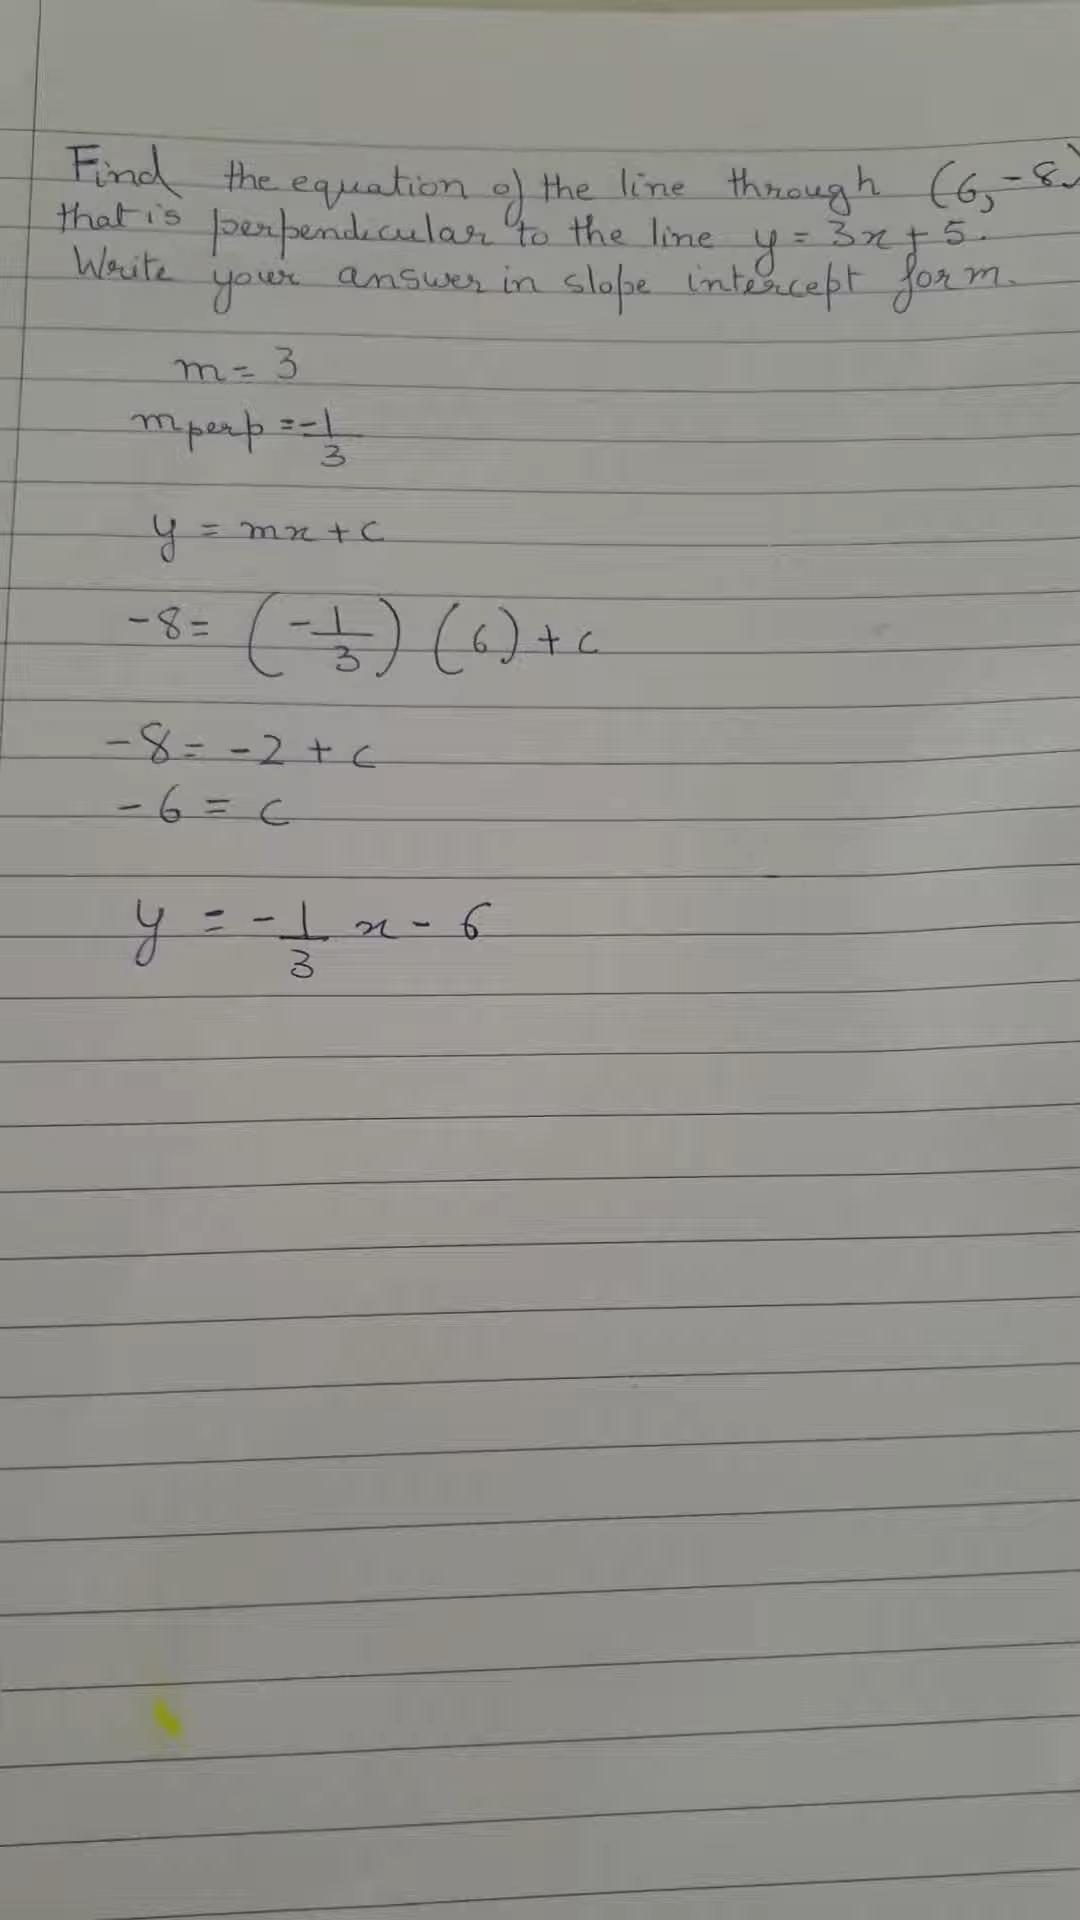 Find the equation of the line through (6, -8)
that is perpendicular to the line y = 3x + 5.
Write your answer in slope intercept form.
m = 3
mperp = -1/3
y = mx + c
-8 = (-1/3) (6) + c
-8 = -2 + c
-6 = c
y = -1/3 x - 6